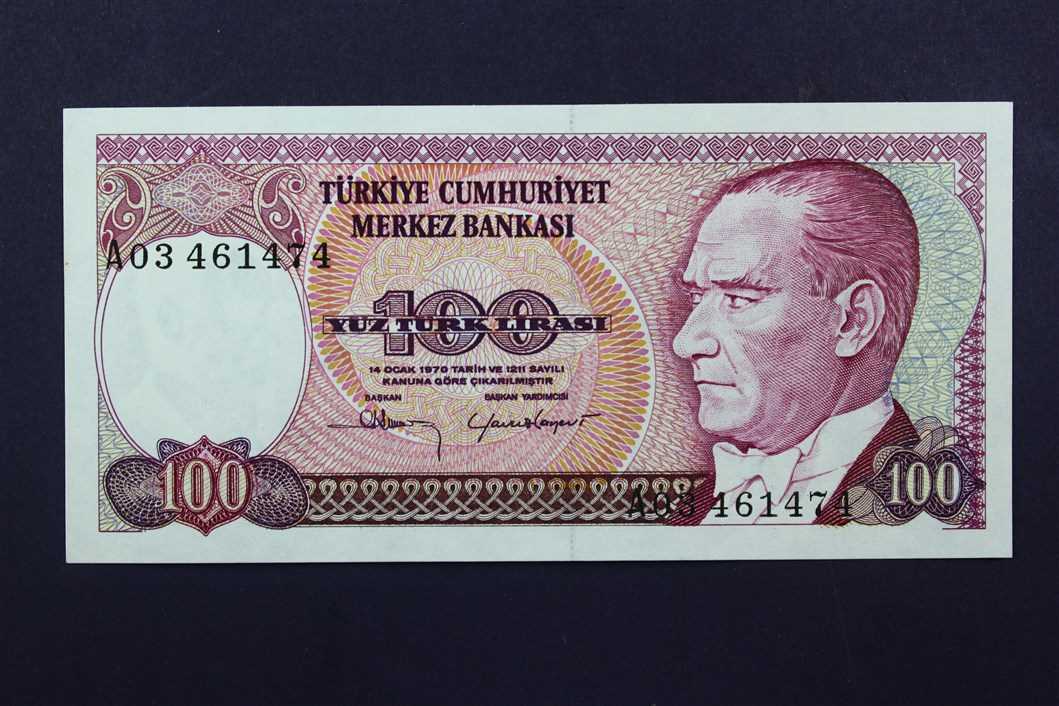 TÜRKİYE CUMHURİYET
MERKEZ BANKASI
A03 461474
100
YÜZ TÜRK LİRASI
14 OCAK 1970 TARİH VE 1211 SAYILI
KANUNA GÖRE ÇIKARILMIŞTIR
BAŞKAN BAŞKAN YARDIMCISI
100
A03 461474
100